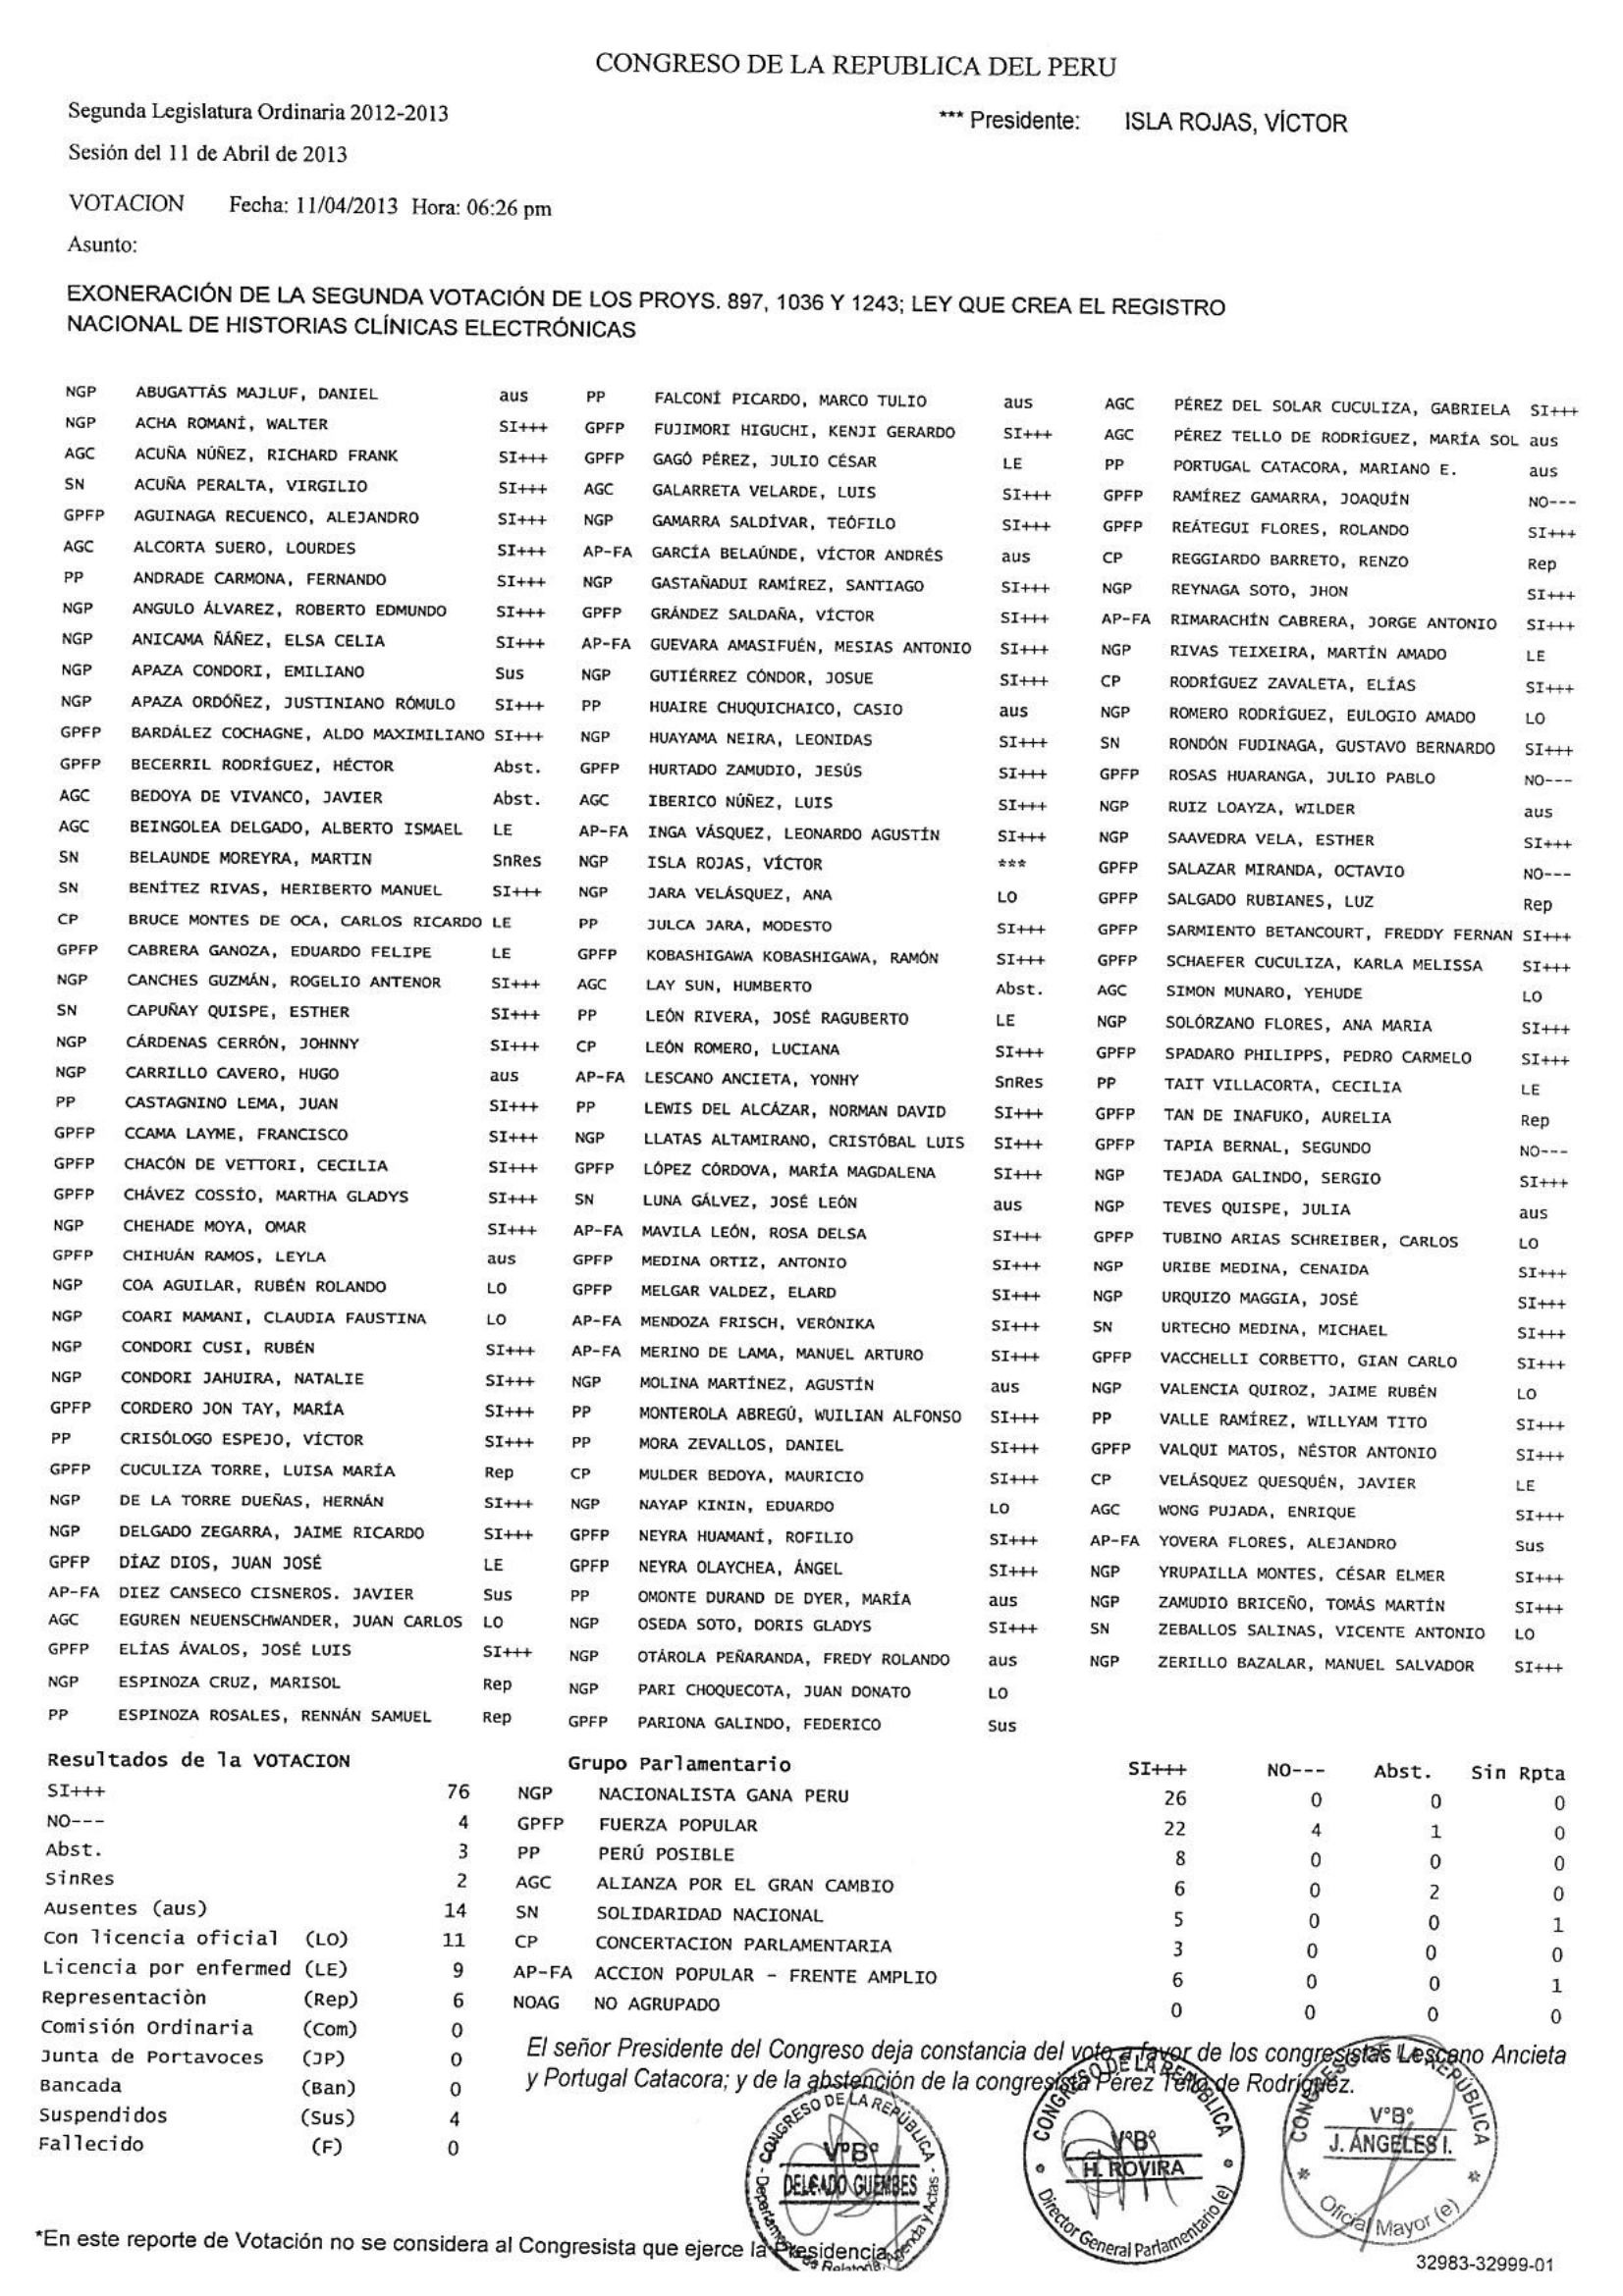 CONGRESO DE LA REPUBLICA DEL PERU
Segunda Legislatura Ordinaria 2012-2013 *** Presidente: ISLA ROJAS, VÍCTOR
Sesión del 11 de Abril de 2013
VOTACION Fecha: 11/04/2013 Hora: 06:26 pm
Asunto:
EXONERACIÓN DE LA SEGUNDA VOTACIÓN DE LOS PROYS. 897, 1036 Y 1243; LEY QUE CREA EL REGISTRO
NACIONAL DE HISTORIAS CLÍNICAS ELECTRÓNICAS
NGP ABUGATTÁS MAJLUF, DANIEL aus
NGP ACHA ROMANÍ, WALTER SI+++
AGC ACUÑA NÚÑEZ, RICHARD FRANK SI+++
SN ACUÑA PERALTA, VIRGILIO SI+++
GPFP AGUINAGA RECUENCO, ALEJANDRO SI+++
AGC ALCORTA SUERO, LOURDES SI+++
PP ANDRADE CARMONA, FERNANDO SI+++
NGP ANGULO ÁLVAREZ, ROBERTO EDMUNDO SI+++
NGP ANICAMA ÑÁÑEZ, ELSA CELIA SI+++
NGP APAZA CONDORI, EMILIANO Sus
NGP APAZA ORDÓÑEZ, JUSTINIANO RÓMULO SI+++
GPFP BARDÁLEZ COCHAGNE, ALDO MAXIMILIANO SI+++
GPFP BECERRIL RODRÍGUEZ, HÉCTOR Abst.
AGC BEDOYA DE VIVANCO, JAVIER Abst.
AGC BEINGOLEA DELGADO, ALBERTO ISMAEL LE
SN BELAUNDE MOREYRA, MARTIN SnRes
SN BENÍTEZ RIVAS, HERIBERTO MANUEL SI+++
CP BRUCE MONTES DE OCA, CARLOS RICARDO LE
GPFP CABRERA GANOZA, EDUARDO FELIPE LE
NGP CANCHES GUZMÁN, ROGELIO ANTENOR SI+++
SN CAPUÑAY QUISPE, ESTHER SI+++
NGP CÁRDENAS CERRÓN, JOHNNY SI+++
NGP CARRILLO CAVERO, HUGO aus
PP CASTAGNINO LEMA, JUAN SI+++
GPFP CCAMA LAYME, FRANCISCO SI+++
GPFP CHACÓN DE VETTORI, CECILIA SI+++
GPFP CHÁVEZ COSSÍO, MARTHA GLADYS SI+++
NGP CHEHADE MOYA, OMAR SI+++
GPFP CHIHUÁN RAMOS, LEYLA aus
NGP COA AGUILAR, RUBÉN ROLANDO LO
NGP COARI MAMANI, CLAUDIA FAUSTINA LO
NGP CONDORI CUSI, RUBÉN SI+++
NGP CONDORI JAHUIRA, NATALIE SI+++
GPFP CORDERO JON TAY, MARÍA SI+++
PP CRISÓLOGO ESPEJO, VÍCTOR SI+++
GPFP CUCULIZA TORRE, LUISA MARÍA Rep
NGP DE LA TORRE DUEÑAS, HERNÁN SI+++
NGP DELGADO ZEGARRA, JAIME RICARDO SI+++
GPFP DÍAZ DIOS, JUAN JOSÉ LE
AP-FA DIEZ CANSECO CISNEROS. JAVIER Sus
AGC EGUREN NEUENSCHWANDER, JUAN CARLOS LO
GPFP ELÍAS ÁVALOS, JOSÉ LUIS SI+++
NGP ESPINOZA CRUZ, MARISOL Rep
PP ESPINOZA ROSALES, RENNÁN SAMUEL Rep
PP FALCONÍ PICARDO, MARCO TULIO aus
GPFP FUJIMORI HIGUCHI, KENJI GERARDO SI+++
GPFP GAGÓ PÉREZ, JULIO CÉSAR LE
AGC GALARRETA VELARDE, LUIS SI+++
NGP GAMARRA SALDÍVAR, TEÓFILO SI+++
AP-FA GARCÍA BELAÚNDE, VÍCTOR ANDRÉS aus
NGP GASTAÑADUI RAMÍREZ, SANTIAGO SI+++
GPFP GRÁNDEZ SALDAÑA, VÍCTOR SI+++
AP-FA GUEVARA AMASIFUÉN, MESIAS ANTONIO SI+++
NGP GUTIÉRREZ CÓNDOR, JOSUE SI+++
PP HUAIRE CHUQUICHAICO, CASIO aus
NGP HUAYAMA NEIRA, LEONIDAS SI+++
GPFP HURTADO ZAMUDIO, JESÚS SI+++
AGC IBERICO NÚÑEZ, LUIS SI+++
AP-FA INGA VÁSQUEZ, LEONARDO AGUSTÍN SI+++
NGP ISLA ROJAS, VÍCTOR ***
NGP JARA VELÁSQUEZ, ANA LO
PP JULCA JARA, MODESTO SI+++
GPFP KOBASHIGAWA KOBASHIGAWA, RAMÓN SI+++
AGC LAY SUN, HUMBERTO Abst.
PP LEÓN RIVERA, JOSÉ RAGUBERTO LE
CP LEÓN ROMERO, LUCIANA SI+++
AP-FA LESCANO ANCIETA, YONHY SnRes
PP LEWIS DEL ALCÁZAR, NORMAN DAVID SI+++
NGP LLATAS ALTAMIRANO, CRISTÓBAL LUIS SI+++
GPFP LÓPEZ CÓRDOVA, MARÍA MAGDALENA SI+++
SN LUNA GÁLVEZ, JOSÉ LEÓN aus
AP-FA MAVILA LEÓN, ROSA DELSA SI+++
GPFP MEDINA ORTIZ, ANTONIO SI+++
GPFP MELGAR VALDEZ, ELARD SI+++
AP-FA MENDOZA FRISCH, VERÓNIKA SI+++
AP-FA MERINO DE LAMA, MANUEL ARTURO SI+++
NGP MOLINA MARTÍNEZ, AGUSTÍN aus
PP MONTEROLA ABREGÚ, WUILIAN ALFONSO SI+++
PP MORA ZEVALLOS, DANIEL SI+++
CP MULDER BEDOYA, MAURICIO SI+++
NGP NAYAP KININ, EDUARDO LO
GPFP NEYRA HUAMANÍ, ROFILIO SI+++
GPFP NEYRA OLAYCHEA, ÁNGEL SI+++
PP OMONTE DURAND DE DYER, MARÍA aus
NGP OSEDA SOTO, DORIS GLADYS SI+++
NGP OTÁROLA PEÑARANDA, FREDY ROLANDO aus
NGP PARI CHOQUECOTA, JUAN DONATO LO
GPFP PARIONA GALINDO, FEDERICO Sus
AGC PÉREZ DEL SOLAR CUCULIZA, GABRIELA SI+++
AGC PÉREZ TELLO DE RODRÍGUEZ, MARÍA SOL aus
PP PORTUGAL CATACORA, MARIANO E. aus
GPFP RAMÍREZ GAMARRA, JOAQUÍN NO---
GPFP REÁTEGUI FLORES, ROLANDO SI+++
CP REGGIARDO BARRETO, RENZO Rep
NGP REYNAGA SOTO, JHON SI+++
AP-FA RIMARACHÍN CABRERA, JORGE ANTONIO SI+++
NGP RIVAS TEIXEIRA, MARTÍN AMADO LE
CP RODRÍGUEZ ZAVALETA, ELÍAS SI+++
NGP ROMERO RODRÍGUEZ, EULOGIO AMADO LO
SN RONDÓN FUDINAGA, GUSTAVO BERNARDO SI+++
GPFP ROSAS HUARANGA, JULIO PABLO NO---
NGP RUIZ LOAYZA, WILDER aus
NGP SAAVEDRA VELA, ESTHER SI+++
GPFP SALAZAR MIRANDA, OCTAVIO NO---
GPFP SALGADO RUBIANES, LUZ Rep
GPFP SARMIENTO BETANCOURT, FREDDY FERNAN SI+++
GPFP SCHAEFER CUCULIZA, KARLA MELISSA SI+++
AGC SIMON MUNARO, YEHUDE LO
NGP SOLÓRZANO FLORES, ANA MARIA SI+++
GPFP SPADARO PHILIPPS, PEDRO CARMELO SI+++
PP TAIT VILLACORTA, CECILIA LE
GPFP TAN DE INAFUKO, AURELIA Rep
GPFP TAPIA BERNAL, SEGUNDO NO---
NGP TEJADA GALINDO, SERGIO SI+++
NGP TEVES QUISPE, JULIA aus
GPFP TUBINO ARIAS SCHREIBER, CARLOS LO
NGP URIBE MEDINA, CENAIDA SI+++
NGP URQUIZO MAGGIA, JOSÉ SI+++
SN URTECHO MEDINA, MICHAEL SI+++
GPFP VACCHELLI CORBETTO, GIAN CARLO SI+++
NGP VALENCIA QUIROZ, JAIME RUBÉN LO
PP VALLE RAMÍREZ, WILLYAM TITO SI+++
GPFP VALQUI MATOS, NÉSTOR ANTONIO SI+++
CP VELÁSQUEZ QUESQUÉN, JAVIER LE
AGC WONG PUJADA, ENRIQUE SI+++
AP-FA YOVERA FLORES, ALEJANDRO Sus
NGP YRUPAILLA MONTES, CÉSAR ELMER SI+++
NGP ZAMUDIO BRICEÑO, TOMÁS MARTÍN SI+++
SN ZEBALLOS SALINAS, VICENTE ANTONIO LO
NGP ZERILLO BAZALAR, MANUEL SALVADOR SI+++
Resultados de la VOTACION
SI+++ 76
NO--- 4
Abst. 3
SinRes 2
Ausentes (aus) 14
Con licencia oficial (LO) 11
Licencia por enfermed (LE) 9
Representaciòn (Rep) 6
Comisión Ordinaria (Com) 0
Junta de Portavoces (JP) 0
Bancada (Ban) 0
Suspendidos (Sus) 4
Fallecido (F) 0
Grupo Parlamentario SI+++ NO--- Abst. Sin Rpta
NGP NACIONALISTA GANA PERU 26 0 0 0
GPFP FUERZA POPULAR 22 4 1 0
PP PERÚ POSIBLE 8 0 0 0
AGC ALIANZA POR EL GRAN CAMBIO 6 0 2 0
SN SOLIDARIDAD NACIONAL 5 0 0 1
CP CONCERTACION PARLAMENTARIA 3 0 0 0
AP-FA ACCION POPULAR - FRENTE AMPLIO 6 0 0 1
NOAG NO AGRUPADO 0 0 0 0
El señor Presidente del Congreso deja constancia del voto a favor de los congresistas Lescano Ancieta
y Portugal Catacora; y de la abstención de la congresista Pérez Tello de Rodríguez.
CONGRESO DE LA REPÚBLICA
V°B°
DELGADO GUEMBES
Departamento de Relatoría, Agenda y Actas
CONGRESO DE LA REPÚBLICA
V°B°
H. ROVIRA
Director General Parlamentario (e)
CONGRESO DE LA REPÚBLICA
V°B°
J. ANGELES I.
Oficial Mayor (e)
*En este reporte de Votación no se considera al Congresista que ejerce la Presidencia
32983-32999-01